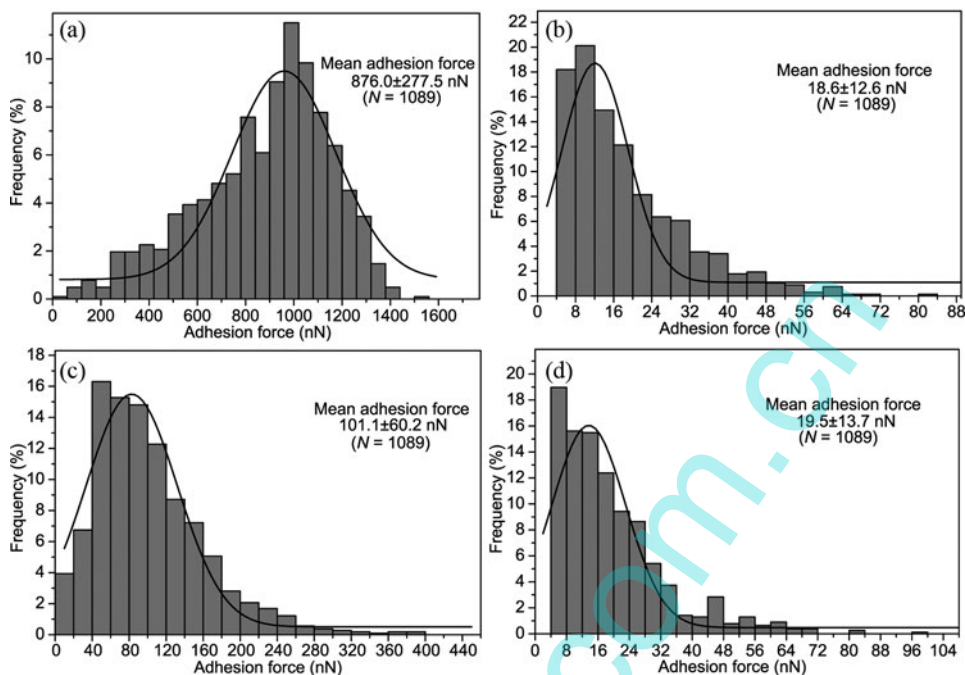 (a)
Mean adhesion force
876.0±277.5 nN
(N = 1089)
Frequency (%)
10
8
6
4
2
0
0 200 400 600 800 1000 1200 1400 1600
Adhesion force (nN)
(b)
Mean adhesion force
18.6±12.6 nN
(N = 1089)
Frequency (%)
22
20
18
16
14
12
10
8
6
4
2
0
0 8 16 24 32 40 48 56 64 72 80 88
Adhesion force (nN)
(c)
Mean adhesion force
101.1±60.2 nN
(N = 1089)
Frequency (%)
18
16
14
12
10
8
6
4
2
0
0 40 80 120 160 200 240 280 320 360 400 440
Adhesion force (nN)
(d)
Mean adhesion force
19.5±13.7 nN
(N = 1089)
Frequency (%)
20
18
16
14
12
10
8
6
4
2
0
0 8 16 24 32 40 48 56 64 72 80 88 96 104
Adhesion force (nN)
com.cn